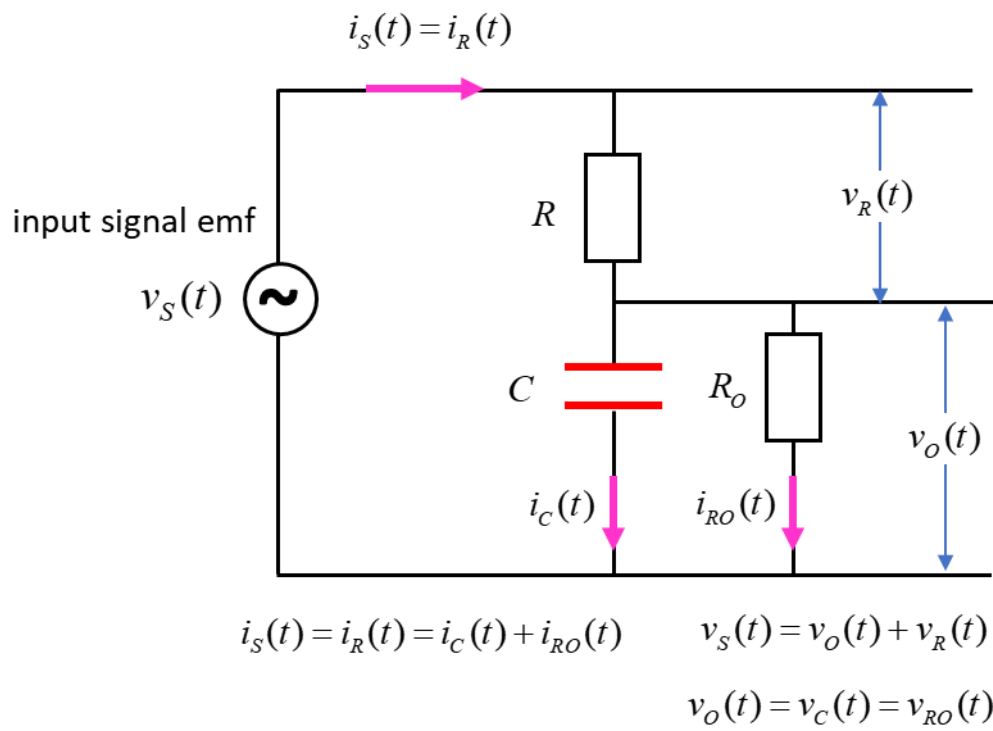 i_S(t) = i_R(t)
input signal emf
v_S(t)
~
R
v_R(t)
C
R_O
v_O(t)
i_C(t)
i_RO(t)
i_S(t) = i_R(t) = i_C(t) + i_RO(t)
v_S(t) = v_O(t) + v_R(t)
v_O(t) = v_C(t) = v_RO(t)